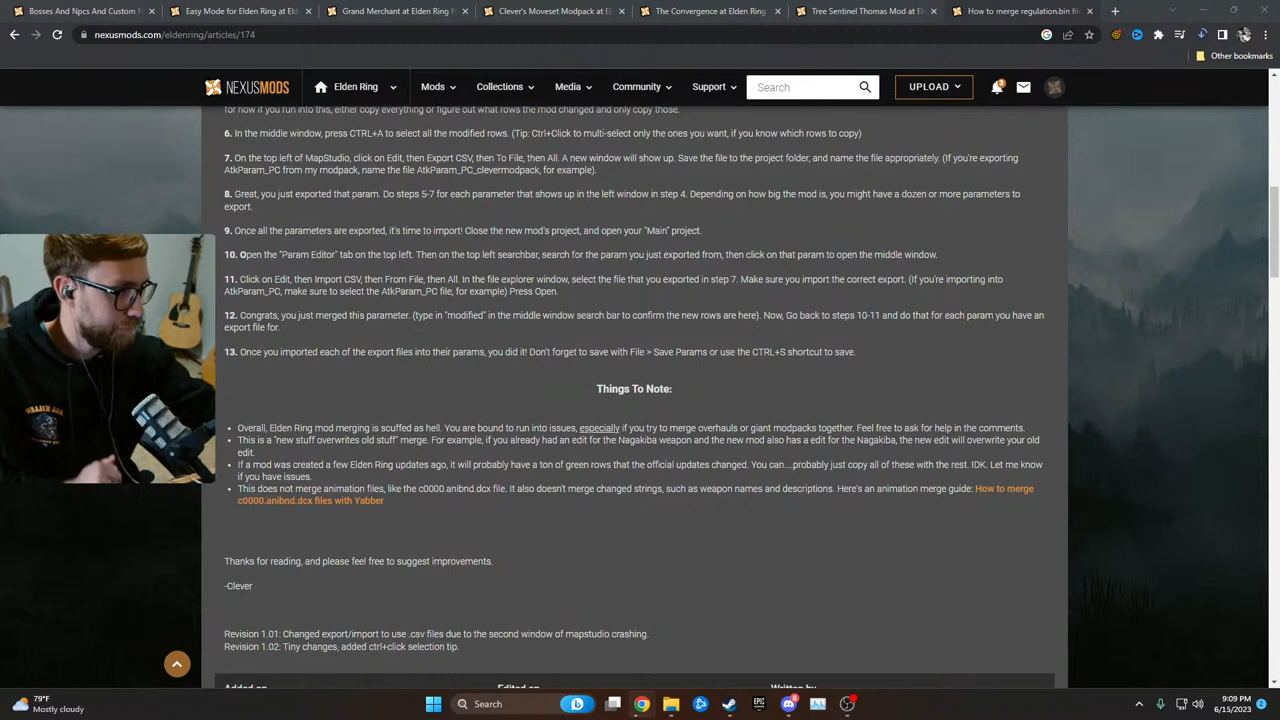 Bosses And Npcs And Custom M
Easy Mode for Elden Ring at Eld
Grand Merchant at Elden Ring N
Clever's Moveset Modpack at El
The Convergence at Elden Ring
Tree Sentinel Thomas Mod at El
How to merge regulation.bin file
nexusmods.com/eldenring/articles/174
Other bookmarks
NEXUSMODS
Elden Ring
Mods
Collections
Media
Community
Support
Search
UPLOAD
for now if you run into this, either copy everything or figure out what rows the mod changed and only copy those.
6. In the middle window, press CTRL+A to select all the modified rows. (Tip: Ctrl+Click to multi-select only the ones you want, if you know which rows to copy)
7. On the top left of MapStudio, click on Edit, then Export CSV, then To File, then All. A new window will show up. Save the file to the project folder, and name the file appropriately. (If you're exporting
AtkParam_PC from my modpack, name the file AtkParam_PC_clevermodpack, for example).
8. Great, you just exported that param. Do steps 5-7 for each parameter that shows up in the left window in step 4. Depending on how big the mod is, you might have a dozen or more parameters to
export.
9. Once all the parameters are exported, it's time to import! Close the new mod's project, and open your "Main" project.
10. Open the "Param Editor" tab on the top left. Then on the top left searchbar, search for the param you just exported from, then click on that param to open the middle window.
11. Click on Edit, then Import CSV, then From File, then All. In the file explorer window, select the file that you exported in step 7. Make sure you import the correct export. (If you're importing into
AtkParam_PC, make sure to select the AtkParam_PC file, for example) Press Open.
12. Congrats, you just merged this parameter. (type in "modified" in the middle window search bar to confirm the new rows are here). Now, Go back to steps 10-11 and do that for each param you have an
export file for.
13. Once you imported each of the export files into their params, you did it! Don't forget to save with File > Save Params or use the CTRL+S shortcut to save.
Things To Note:
• Overall, Elden Ring mod merging is scuffed as hell. You are bound to run into issues, especially if you try to merge overhauls or giant modpacks together. Feel free to ask for help in the comments.
• This is a "new stuff overwrites old stuff" merge. For example, if you already had an edit for the Nagakiba weapon and the new mod also has a edit for the Nagakiba, the new edit will overwrite your old
edit.
• If a mod was created a few Elden Ring updates ago, it will probably have a ton of green rows that the official updates changed. You can....probably just copy all of these with the rest. IDK. Let me know
if you have issues.
• This does not merge animation files, like the c0000.anibnd.dcx file. It also doesn't merge changed strings, such as weapon names and descriptions. Here's an animation merge guide: How to merge
c0000.anibnd.dcx files with Yabber
Thanks for reading, and please feel free to suggest improvements.
-Clever
Revision 1.01: Changed export/import to use .csv files due to the second window of mapstudio crashing.
Revision 1.02: Tiny changes, added ctrl+click selection tip.
Added on
Edited on
Written by
79°F
Mostly cloudy
Search
9:09 PM
6/15/2023